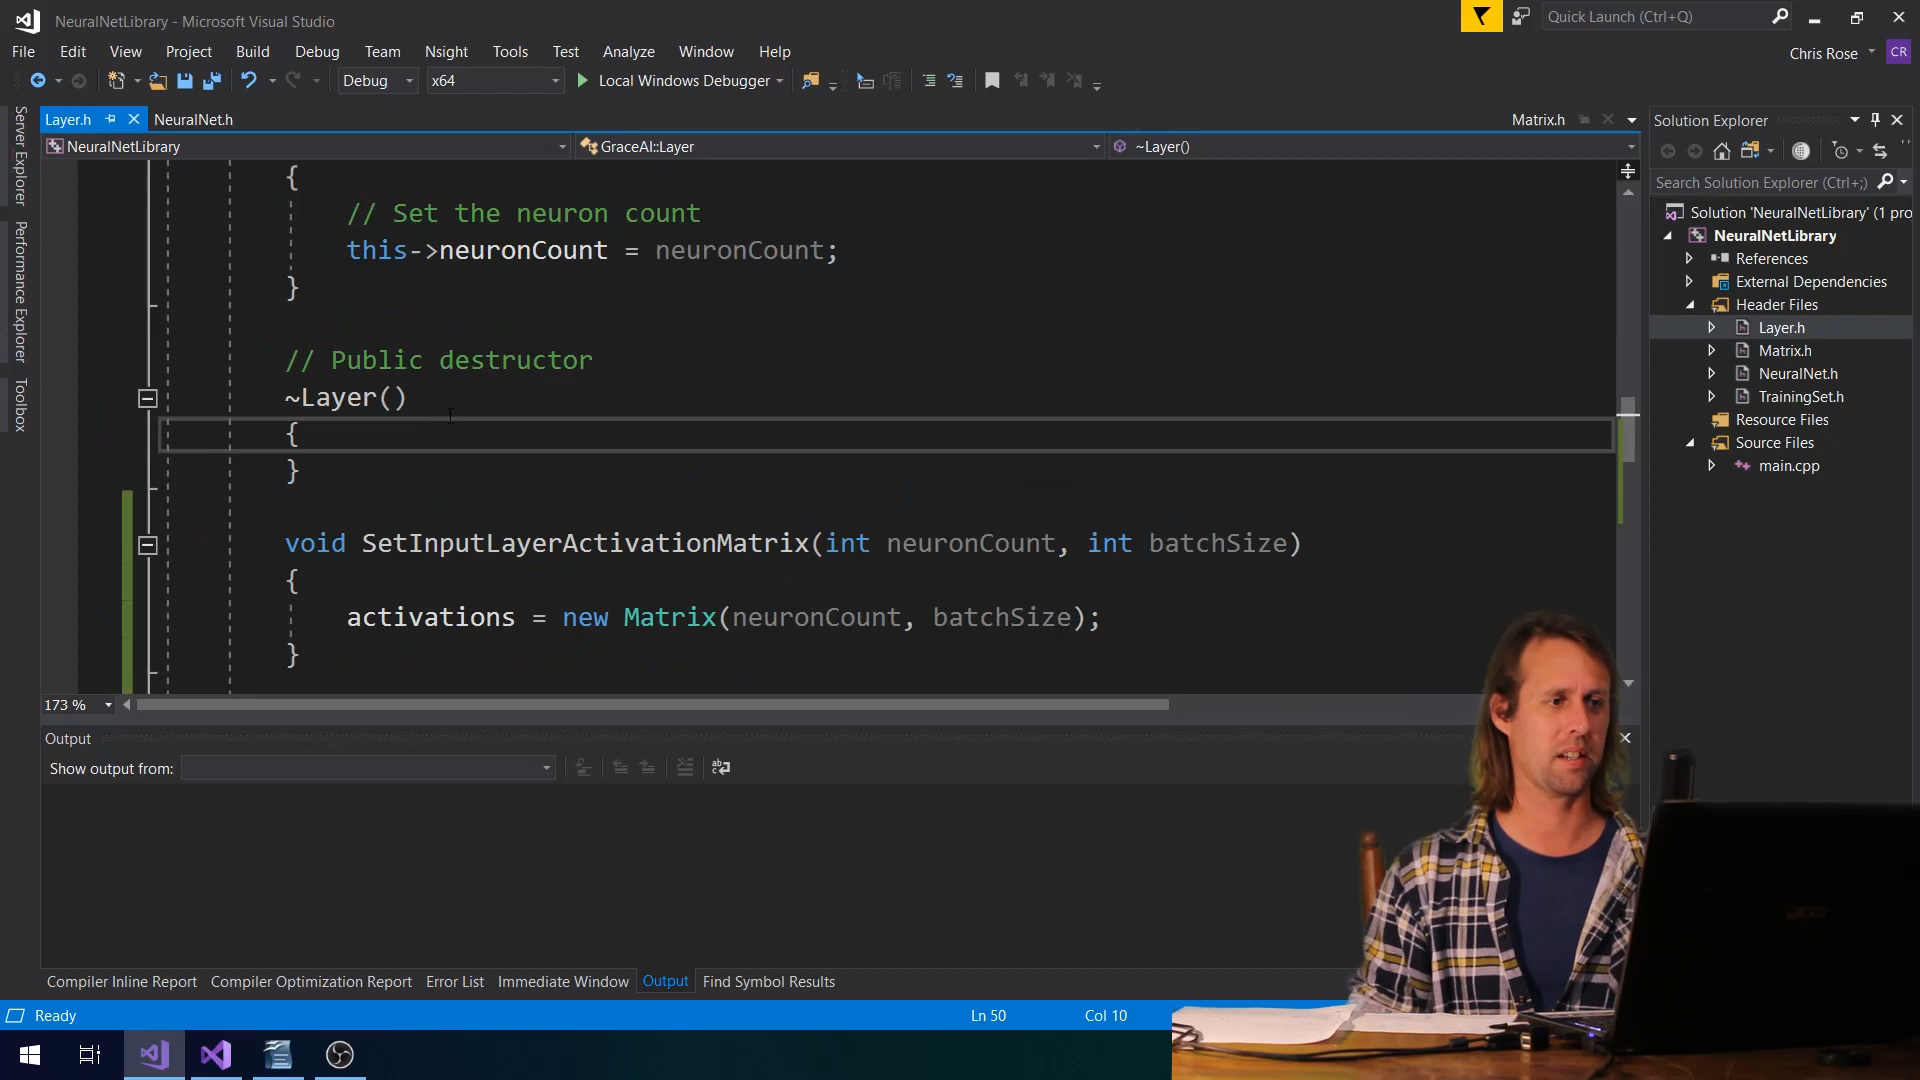 NeuralNetLibrary - Microsoft Visual Studio
Quick Launch (Ctrl+Q)
File Edit View Project Build Debug Team Nsight Tools Test Analyze Window Help
Chris Rose CR
Debug x64 Local Windows Debugger
Server Explorer
Performance Explorer
Toolbox
Layer.h NeuralNet.h Matrix.h
NeuralNetLibrary GraceAI::Layer ~Layer()
{
// Set the neuron count
this->neuronCount = neuronCount;
}
// Public destructor
~Layer()
{
}
void SetInputLayerActivationMatrix(int neuronCount, int batchSize)
{
activations = new Matrix(neuronCount, batchSize);
}
173 %
Output
Show output from:
Compiler Inline Report Compiler Optimization Report Error List Immediate Window Output Find Symbol Results
Ready Ln 50 Col 10
Solution Explorer
Search Solution Explorer (Ctrl+;)
Solution 'NeuralNetLibrary' (1 pro
NeuralNetLibrary
References
External Dependencies
Header Files
Layer.h
Matrix.h
NeuralNet.h
TrainingSet.h
Resource Files
Source Files
main.cpp
acer